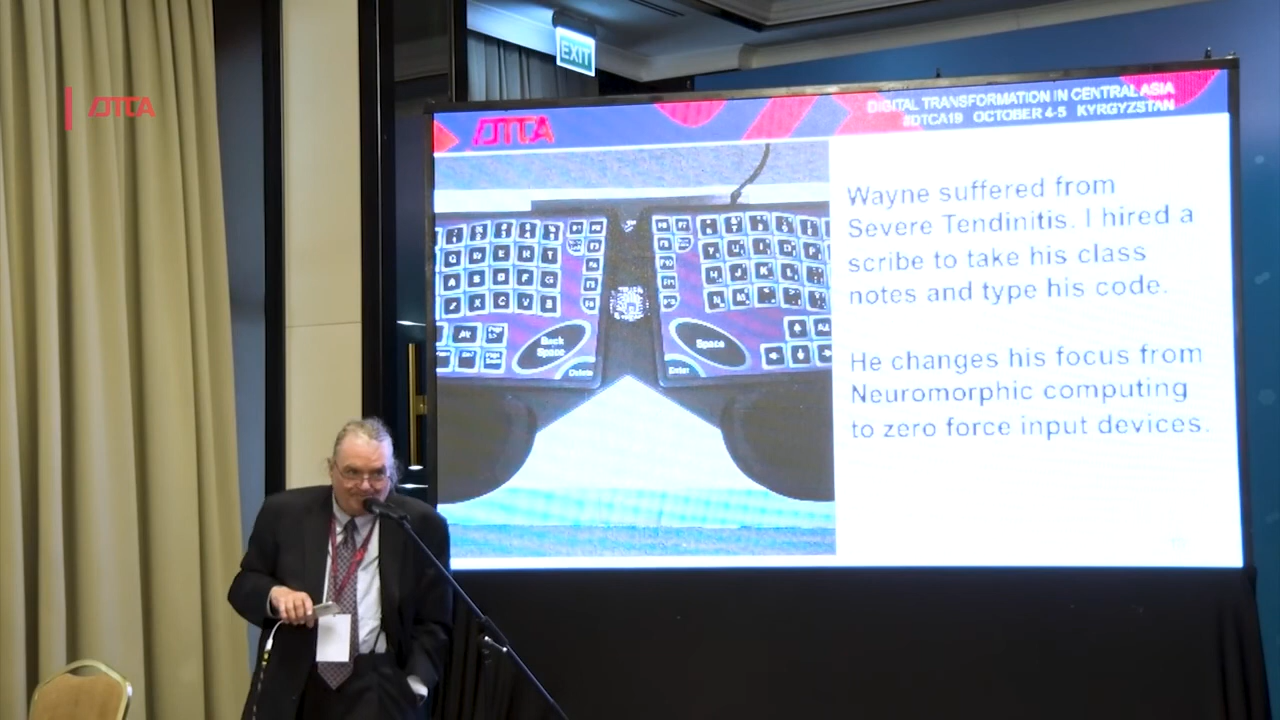 DTCA
EXIT
DTCA
DIGITAL TRANSFORMATION IN CENTRAL ASIA
#DTCA19 OCTOBER 4-5 KYRGYZSTAN
Wayne suffered from
Severe Tendinitis. I hired a
scribe to take his class
notes and type his code.
He changes his focus from
Neuromorphic computing
to zero force input devices.
Q W E R T
Y U I O
A S D F G
H J K L
Z X C V B
N M
Back
Space
Delete
Space
Enter